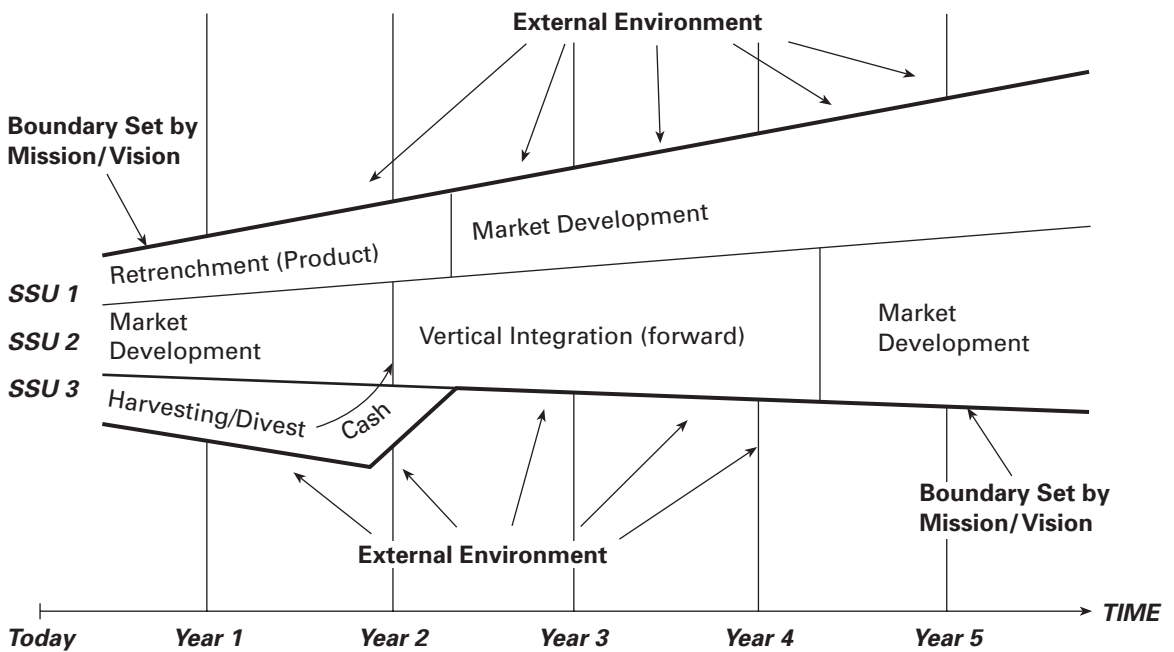 External Environment
Boundary Set by
Mission/Vision
Market Development
Retrenchment (Product)
SSU 1
Market
Development
SSU 2
Vertical Integration (forward)
Market
Development
SSU 3
Harvesting/Divest
Cash
Boundary Set by
Mission/Vision
External Environment
TIME
Today
Year 1
Year 2
Year 3
Year 4
Year 5